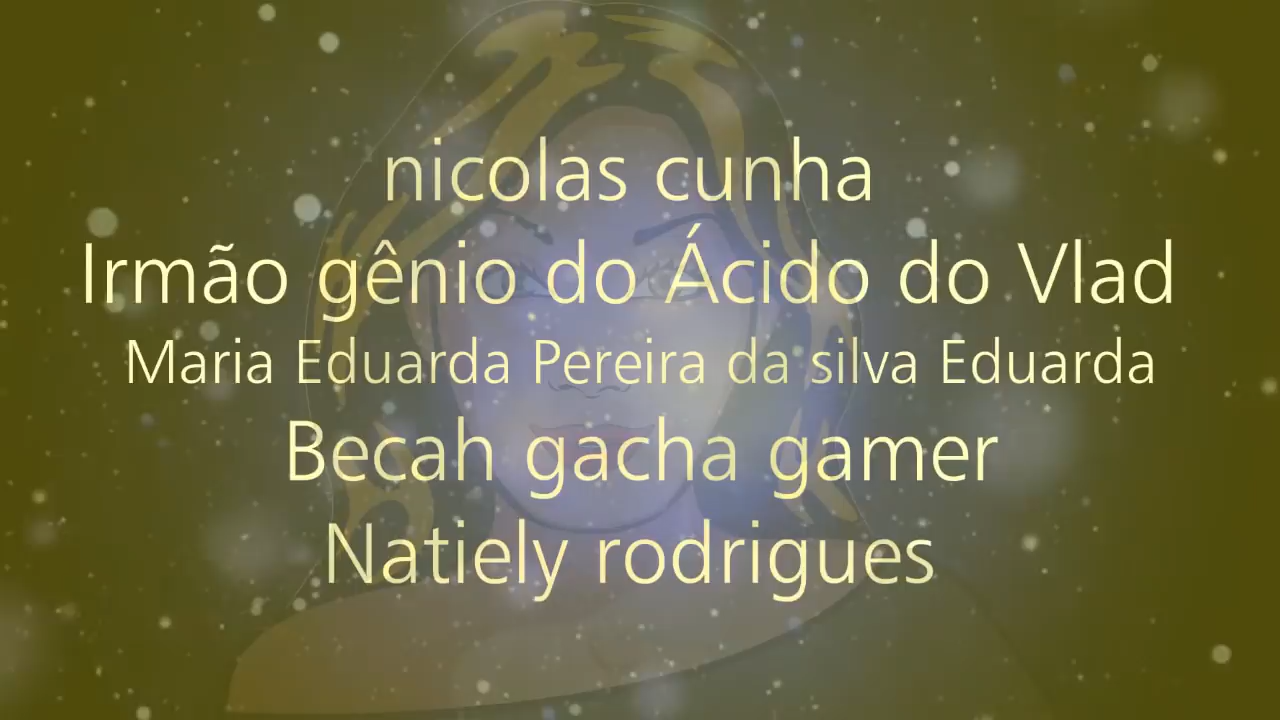 nicolas cunha
Irmão gênio do Ácido do Vlad
Maria Eduarda Pereira da silva Eduarda
Becah gacha gamer
Natiely rodrigues